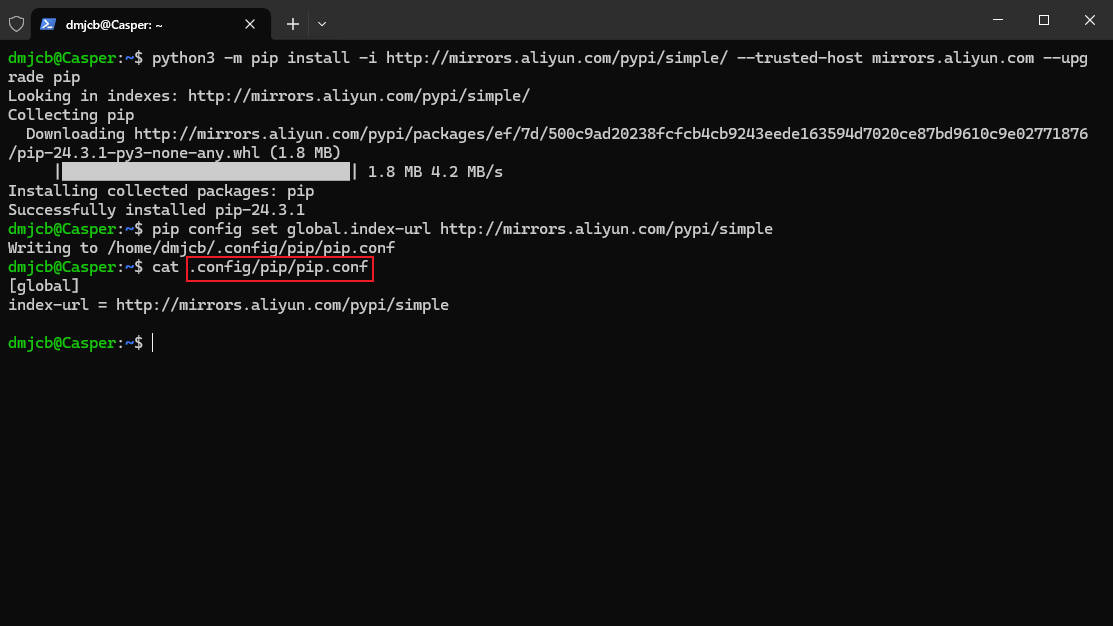 dmjcb@Casper: ~
dmjcb@Casper:~$ python3 -m pip install -i http://mirrors.aliyun.com/pypi/simple/ --trusted-host mirrors.aliyun.com --upg
rade pip
Looking in indexes: http://mirrors.aliyun.com/pypi/simple/
Collecting pip
  Downloading http://mirrors.aliyun.com/pypi/packages/ef/7d/500c9ad20238fcfcb4cb9243eede163594d7020ce87bd9610c9e02771876
/pip-24.3.1-py3-none-any.whl (1.8 MB)
     |████████████████████████████████| 1.8 MB 4.2 MB/s
Installing collected packages: pip
Successfully installed pip-24.3.1
dmjcb@Casper:~$ pip config set global.index-url http://mirrors.aliyun.com/pypi/simple
Writing to /home/dmjcb/.config/pip/pip.conf
dmjcb@Casper:~$ cat .config/pip/pip.conf
[global]
index-url = http://mirrors.aliyun.com/pypi/simple
dmjcb@Casper:~$